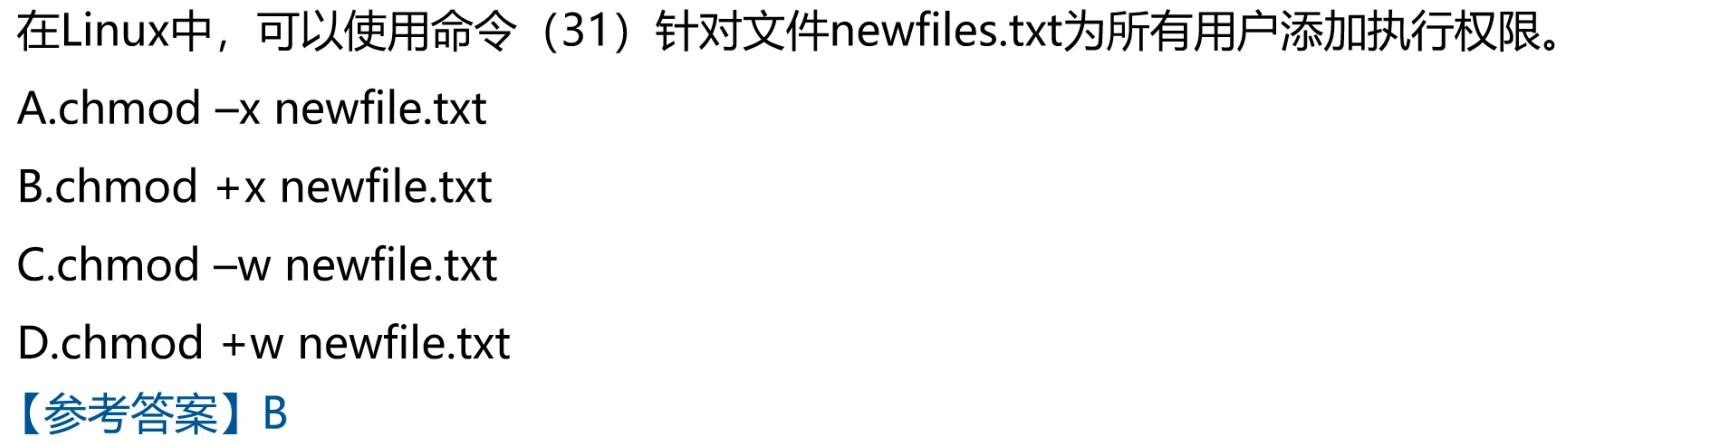 在Linux中，可以使用命令（31）针对文件newfiles.txt为所有用户添加执行权限。
A.chmod –x newfile.txt
B.chmod +x newfile.txt
C.chmod –w newfile.txt
D.chmod +w newfile.txt
【参考答案】B